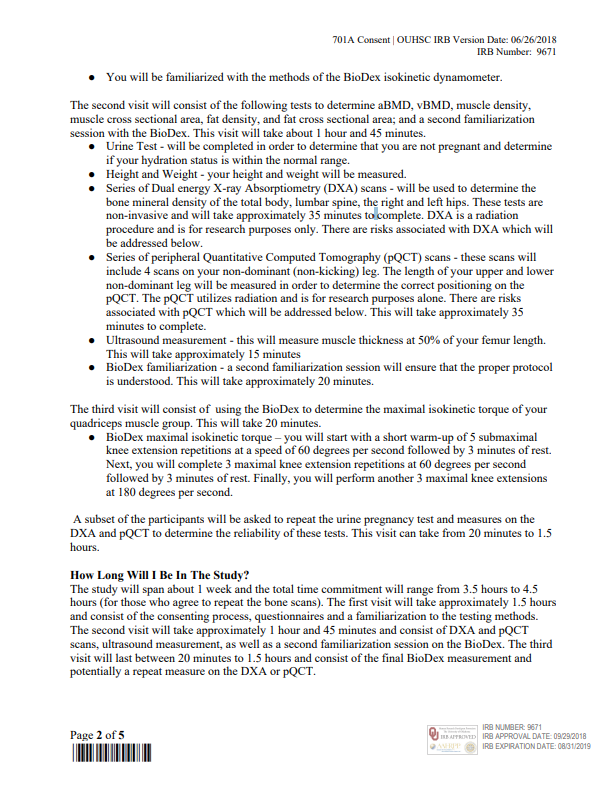 701A Consent | OUHSC IRB Version Date: 06/26/2018
IRB Number: 9671
● You will be familiarized with the methods of the BioDex isokinetic dynamometer.
The second visit will consist of the following tests to determine aBMD, vBMD, muscle density,
muscle cross sectional area, fat density, and fat cross sectional area; and a second familiarization
session with the BioDex. This visit will take about 1 hour and 45 minutes.
● Urine Test - will be completed in order to determine that you are not pregnant and determine
if your hydration status is within the normal range.
● Height and Weight - your height and weight will be measured.
● Series of Dual energy X-ray Absorptiometry (DXA) scans - will be used to determine the
bone mineral density of the total body, lumbar spine, the right and left hips. These tests are
non-invasive and will take approximately 35 minutes to complete. DXA is a radiation
procedure and is for research purposes only. There are risks associated with DXA which will
be addressed below.
● Series of peripheral Quantitative Computed Tomography (pQCT) scans - these scans will
include 4 scans on your non-dominant (non-kicking) leg. The length of your upper and lower
non-dominant leg will be measured in order to determine the correct positioning on the
pQCT. The pQCT utilizes radiation and is for research purposes alone. There are risks
associated with pQCT which will be addressed below. This will take approximately 35
minutes to complete.
● Ultrasound measurement - this will measure muscle thickness at 50% of your femur length.
This will take approximately 15 minutes
● BioDex familiarization - a second familiarization session will ensure that the proper protocol
is understood. This will take approximately 20 minutes.
The third visit will consist of using the BioDex to determine the maximal isokinetic torque of your
quadriceps muscle group. This will take 20 minutes.
● BioDex maximal isokinetic torque – you will start with a short warm-up of 5 submaximal
knee extension repetitions at a speed of 60 degrees per second followed by 3 minutes of rest.
Next, you will complete 3 maximal knee extension repetitions at 60 degrees per second
followed by 3 minutes of rest. Finally, you will perform another 3 maximal knee extensions
at 180 degrees per second.
A subset of the participants will be asked to repeat the urine pregnancy test and measures on the
DXA and pQCT to determine the reliability of these tests. This visit can take from 20 minutes to 1.5
hours.
How Long Will I Be In The Study?
The study will span about 1 week and the total time commitment will range from 3.5 hours to 4.5
hours (for those who agree to repeat the bone scans). The first visit will take approximately 1.5 hours
and consist of the consenting process, questionnaires and a familiarization to the testing methods.
The second visit will take approximately 1 hour and 45 minutes and consist of DXA and pQCT
scans, ultrasound measurement, as well as a second familiarization session on the BioDex. The third
visit will last between 20 minutes to 1.5 hours and consist of the final BioDex measurement and
potentially a repeat measure on the DXA or pQCT.
Page 2 of 5
IRB APPROVED
IRB NUMBER: 9671
IRB APPROVAL DATE: 09/29/2018
IRB EXPIRATION DATE: 08/31/2019